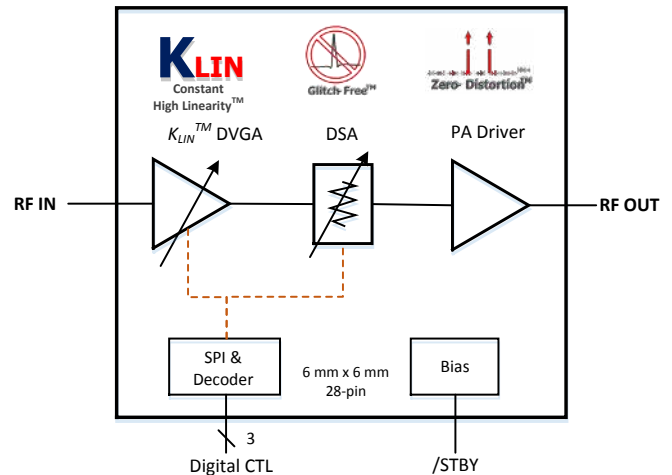 KLIN
Constant
High Linearity™
Glitch-Free™
Zero- Distortion™
KLIN™ DVGA
DSA
PA Driver
RF IN
RF OUT
SPI &
Decoder
6 mm x 6 mm
28-pin
Bias
3
Digital CTL
/STBY